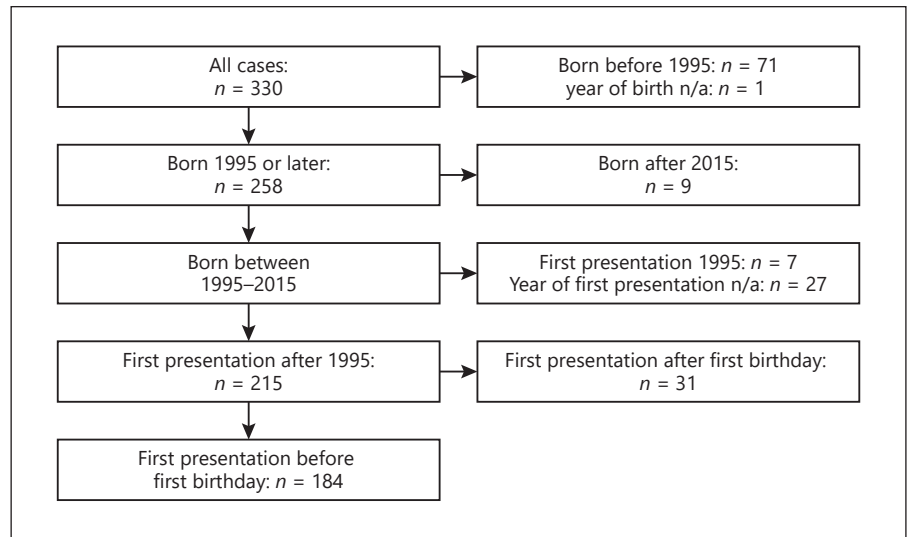 All cases:
n = 330
Born before 1995: n = 71
year of birth n/a: n = 1
Born 1995 or later:
n = 258
Born after 2015:
n = 9
Born between
1995–2015
First presentation 1995: n = 7
Year of first presentation n/a: n = 27
First presentation after 1995:
n = 215
First presentation after first birthday:
n = 31
First presentation before
first birthday: n = 184